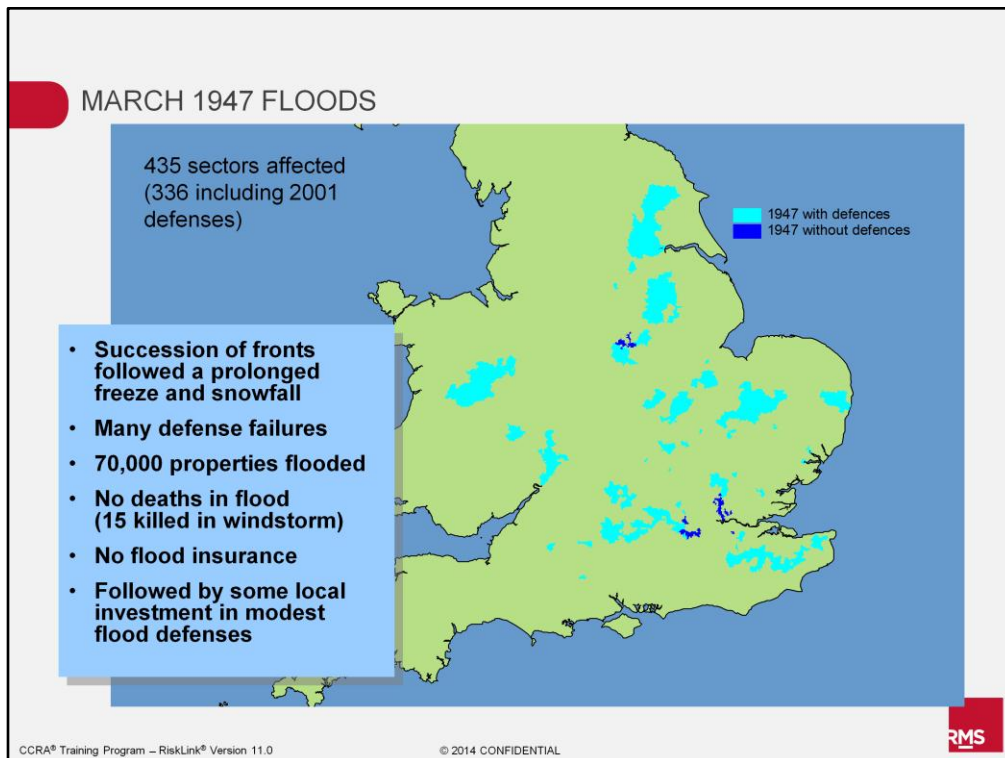 MARCH 1947 FLOODS
435 sectors affected
(336 including 2001
defenses)
1947 with defences
1947 without defences
• Succession of fronts
followed a prolonged
freeze and snowfall
• Many defense failures
• 70,000 properties flooded
• No deaths in flood
(15 killed in windstorm)
• No flood insurance
• Followed by some local
investment in modest
flood defenses
CCRA® Training Program – RiskLink® Version 11.0
© 2014 CONFIDENTIAL
RMS